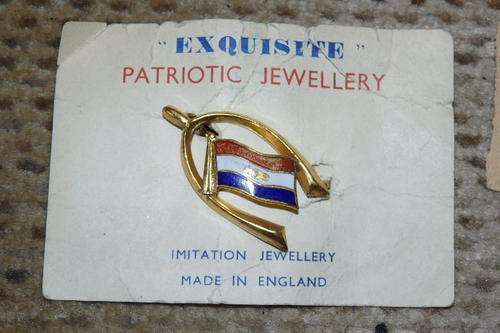 "EXQUISITE"
PATRIOTIC JEWELLERY
IMITATION JEWELLERY
MADE IN ENGLAND